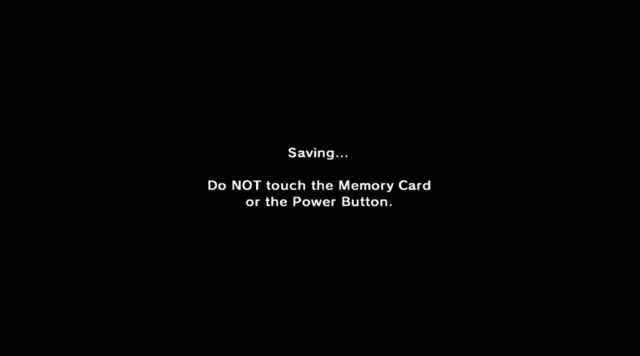 Saving...
Do NOT touch the Memory Card
or the Power Button.